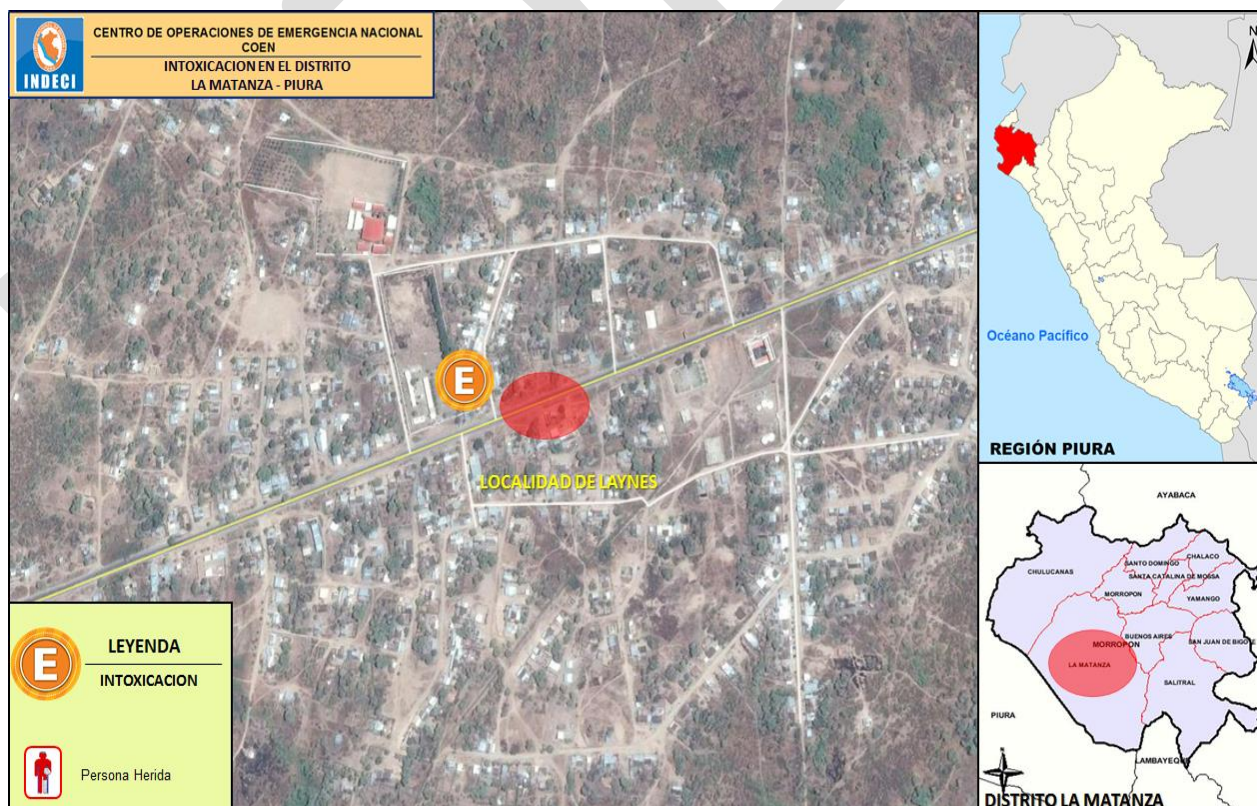 INDECI
CENTRO DE OPERACIONES DE EMERGENCIA NACIONAL
COEN
INTOXICACION EN EL DISTRITO
LA MATANZA - PIURA
E
LOCALIDAD DE LAYNES
E
LEYENDA
INTOXICACION
Persona Herida
N
Océano Pacífico
REGIÓN PIURA
AYABACA
CHALACO
SANTO DOMINGO
CHULUCANAS
SANTA CATALINA DE MOSSA
MORROPON
YAMANGO
BUENOS AIRES
SAN JUAN DE BIGOTE
MORROPON
LA MATANZA
SALITRAL
PIURA
N
LAMBAYEQUE
DISTRITO LA MATANZA